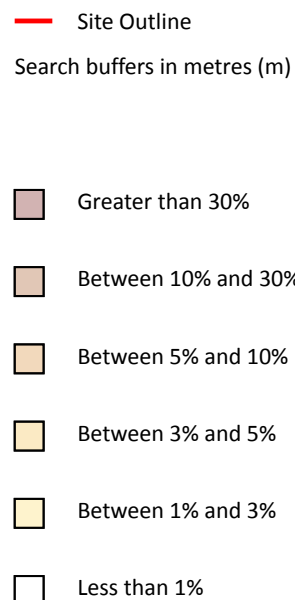 Site Outline
Search buffers in metres (m)
Greater than 30%
Between 10% and 30%
Between 5% and 10%
Between 3% and 5%
Between 1% and 3%
Less than 1%